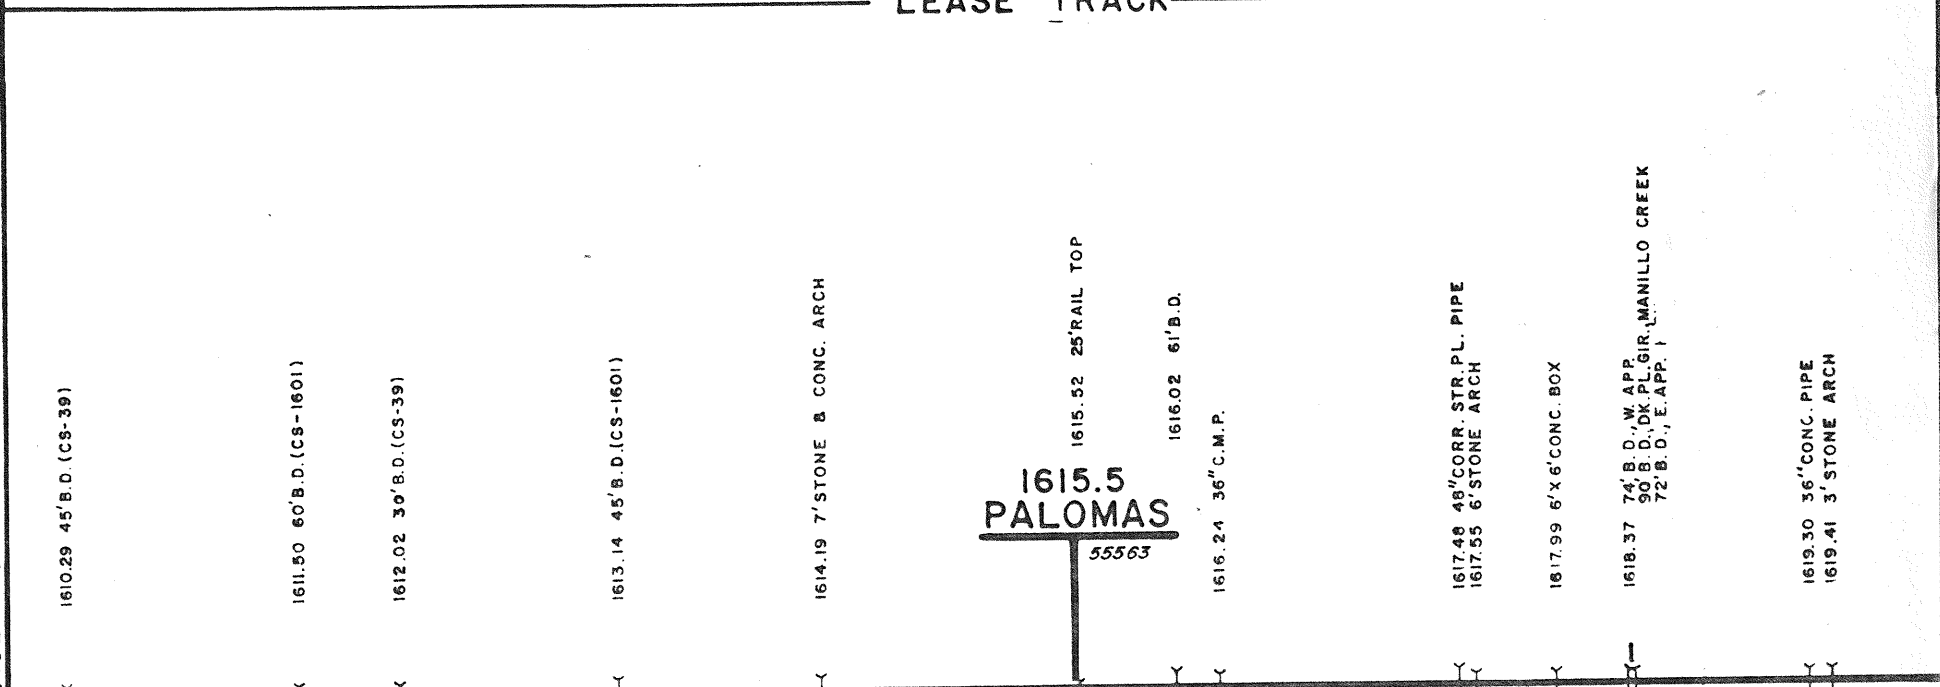 LEASE TRACK
1610.29 45'B.D.(CS-39)
1611.50 60'B.D.(CS-1601)
1612.02 30'B.D.(CS-39)
1613.14 45'B.D.(CS-1601)
1614.19 7'STONE & CONC. ARCH
1615.52 25'RAIL TOP
1615.5
PALOMAS
55563
1616.02 61'B.D.
1616.24 36"C.M.P.
1617.48 48"CORR. STR. PL. PIPE
1617.55 6'STONE ARCH
1617.99 6'X6'CONC. BOX
1618.37 74'B.D., W. APP.
90'B.D., DK. PL. GIR., MANILLO CREEK
72'B.D., E. APP.
1619.30 36"CONC. PIPE
1619.41 3'STONE ARCH